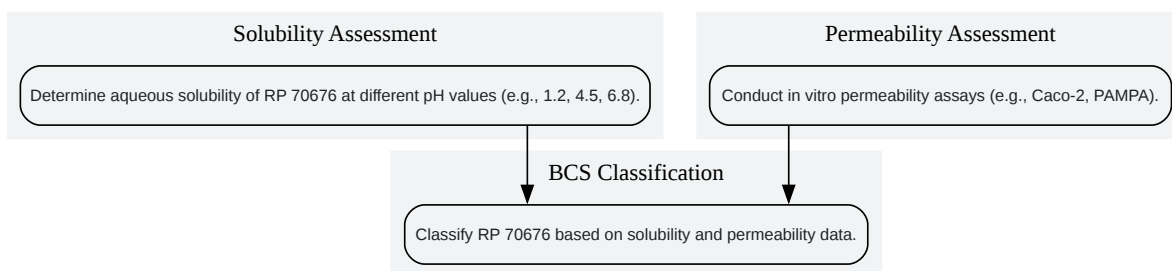 Solubility Assessment
Determine aqueous solubility of RP 70676 at different pH values (e.g., 1.2, 4.5, 6.8).
Permeability Assessment
Conduct in vitro permeability assays (e.g., Caco-2, PAMPA).
BCS Classification
Classify RP 70676 based on solubility and permeability data.